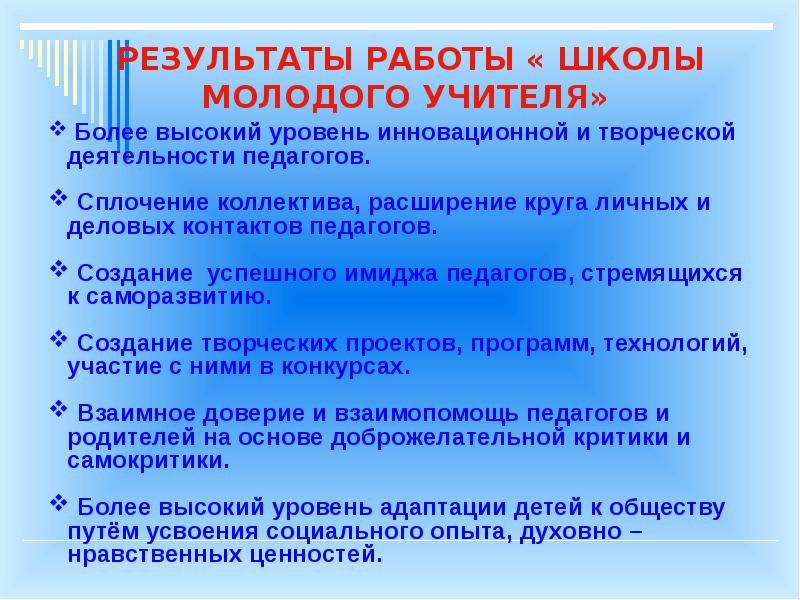 РЕЗУЛЬТАТЫ РАБОТЫ « ШКОЛЫ
МОЛОДОГО УЧИТЕЛЯ»
❖ Более высокий уровень инновационной и творческой
деятельности педагогов.
❖ Сплочение коллектива, расширение круга личных и
деловых контактов педагогов.
❖ Создание  успешного имиджа педагогов, стремящихся
к саморазвитию.
❖ Создание творческих проектов, программ, технологий,
участие с ними в конкурсах.
❖ Взаимное доверие и взаимопомощь педагогов и
родителей на основе доброжелательной критики и
самокритики.
❖ Более высокий уровень адаптации детей к обществу
путём усвоения социального опыта, духовно –
нравственных ценностей.